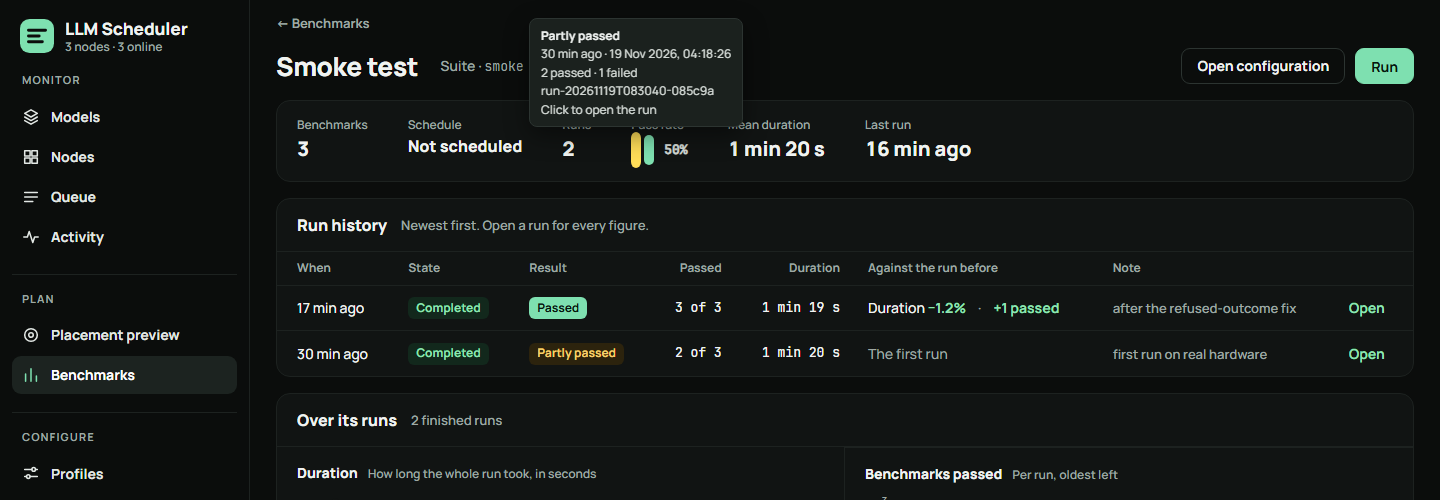 LLM Scheduler
3 nodes · 3 online
MONITOR
Models
Nodes
Queue
Activity
PLAN
Placement preview
Benchmarks
CONFIGURE
Profiles
← Benchmarks
Smoke test
Suite · smoke
Partly passed
30 min ago · 19 Nov 2026, 04:18:26
2 passed · 1 failed
run-20261119T083040-085c9a
Click to open the run
Open configuration
Run
Benchmarks
3
Schedule
Not scheduled
2
50%
Mean duration
1 min 20 s
Last run
16 min ago
Run history Newest first. Open a run for every figure.
When State Result Passed Duration Against the run before Note
17 min ago Completed Passed 3 of 3 1 min 19 s Duration −1.2% · +1 passed after the refused-outcome fix Open
30 min ago Completed Partly passed 2 of 3 1 min 20 s The first run first run on real hardware Open
Over its runs 2 finished runs
Duration How long the whole run took, in seconds
Benchmarks passed Per run, oldest left